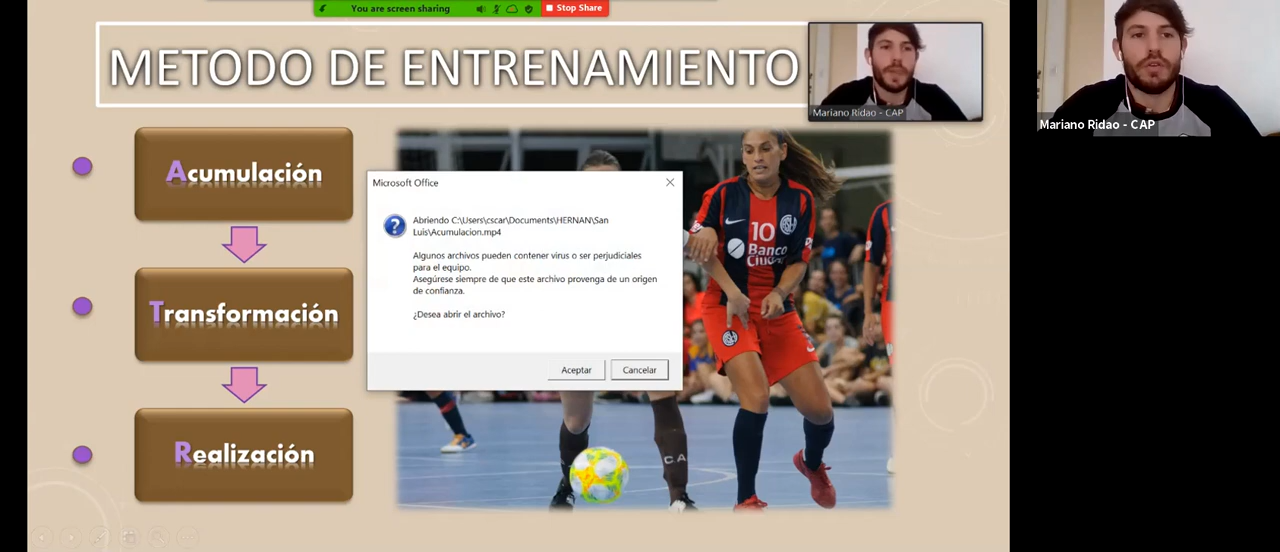 You are screen sharing
Stop Share
METODO DE ENTRENAMIENTO
Mariano Ridao - CAP
Mariano Ridao - CAP
Acumulación
Microsoft Office
Abriendo C:\Users\cscar\Documents\HERNAN\San
Luis\Acumulacion.mp4
Algunos archivos pueden contener virus o ser perjudiciales
para el equipo.
Asegúrese siempre de que este archivo provenga de un origen
de confianza.
¿Desea abrir el archivo?
Aceptar
Cancelar
10
Banco
Transformación
Realización
C.A.